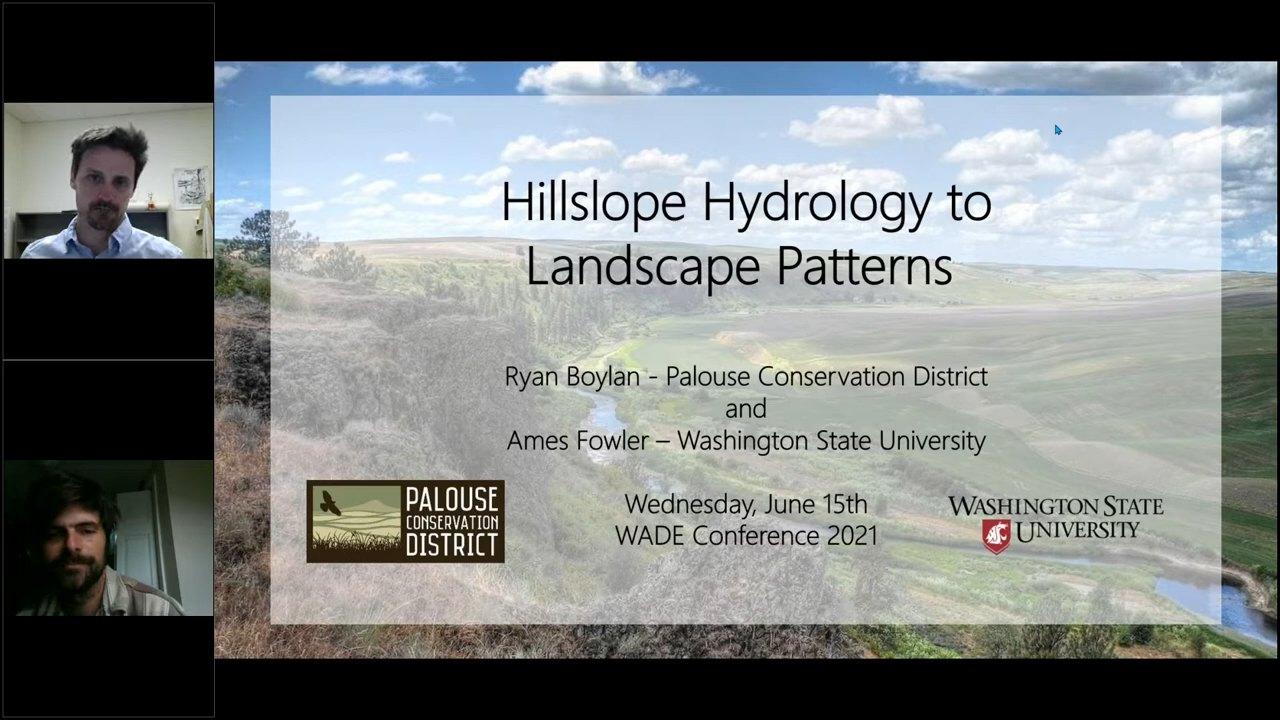 Hillslope Hydrology to
Landscape Patterns
Ryan Boylan - Palouse Conservation District
and
Ames Fowler – Washington State University
PALOUSE
CONSERVATION
DISTRICT
Wednesday, June 15th
WADE Conference 2021
WASHINGTON STATE
UNIVERSITY